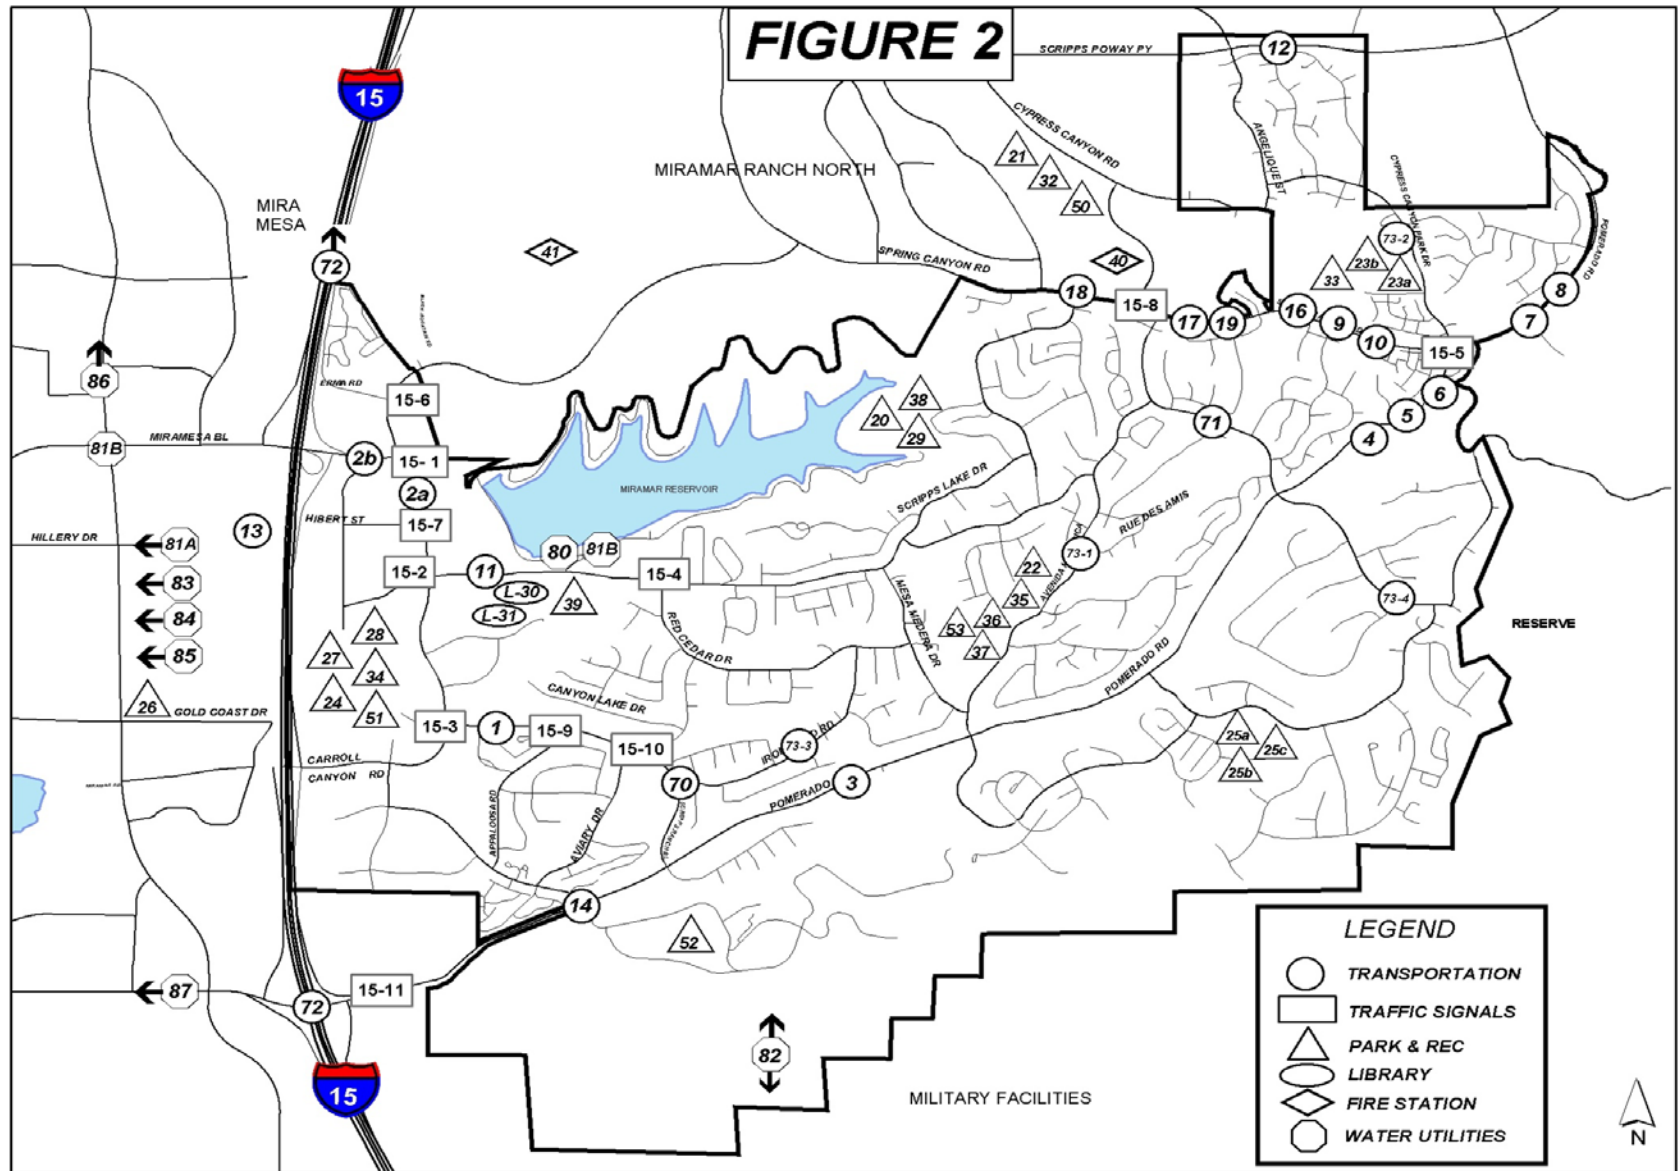 FIGURE 2
SCRIPPS POWAY PY
12
15
CYPRESS CANYON RD
21
32
50
MIRAMAR RANCH NORTH
ANGELIQUE ST
CYPRESS CANYON PARK DR
POMERADO RD
MIRA
MESA
72
41
SPRING CANYON RD
40
73-2
23b
33
23a
18
15-8
17
19
16
9
10
15-5
8
7
6
5
4
86
ERMA RD
15-6
MIRAMESA BL
81B
2b
15- 1
2a
38
20
29
71
MIRAMAR RESERVOIR
SCRIPPS LAKE DR
RUE DES AMIS
HIBERT ST
15-7
13
HILLERY DR
81A
83
84
85
15-2
11
80
81B
15-4
L-30
L-31
39
73-1
22
35
36
53
37
MESA MEDERA DR
73-4
RESERVE
28
27
34
24
51
26
GOLD COAST DR
RED CEDAR DR
CANYON LAKE DR
POMERADO RD
15-3
1
15-9
15-10
73-3
70
POMERADO
3
25a
25c
25b
CARROLL
CANYON RD
APPALOOSA RD
AVIARY DR
14
52
87
72
15-11
15
82
MILITARY FACILITIES
LEGEND
TRANSPORTATION
TRAFFIC SIGNALS
PARK & REC
LIBRARY
FIRE STATION
WATER UTILITIES
N